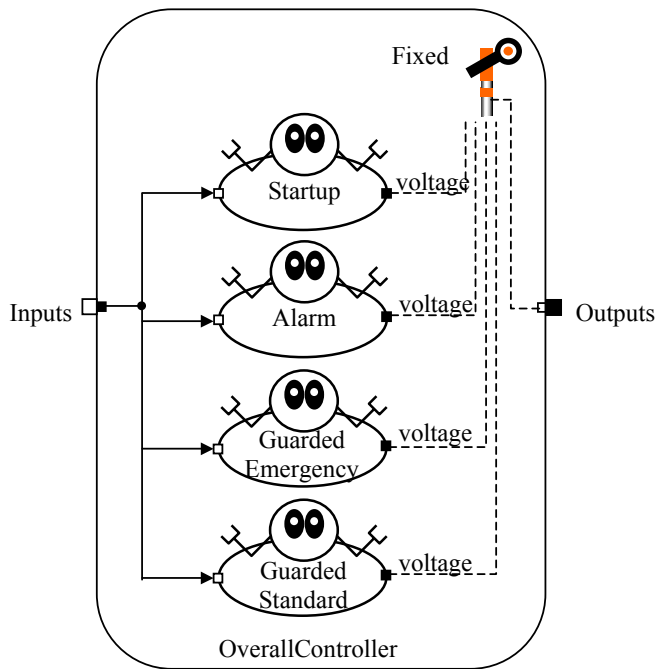 Fixed
Startup
voltage
Inputs
Alarm
voltage
Outputs
Guarded
Emergency
voltage
Guarded
Standard
voltage
OverallController